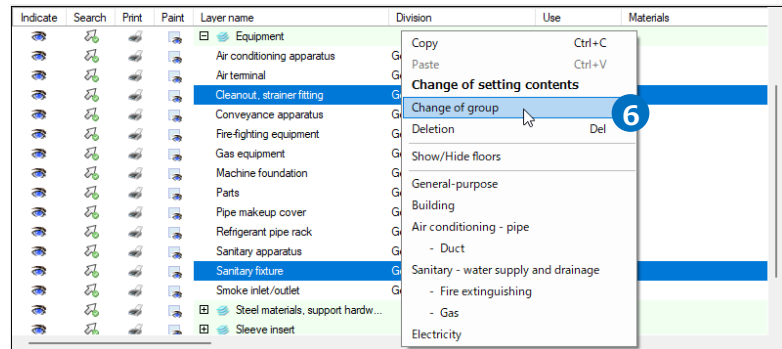 Indicate Search Print Paint Layer name Division Use Materials
Equipment
Air conditioning apparatus
Air terminal
Cleanout, strainer fitting
Conveyance apparatus
Fire-fighting equipment
Gas equipment
Machine foundation
Parts
Pipe makeup cover
Refrigerant pipe rack
Sanitary apparatus
Sanitary fixture
Smoke inlet/outlet
Steel materials, support hardw...
Sleeve insert
Copy Ctrl+C
Paste Ctrl+V
Change of setting contents
Change of group
6
Deletion Del
Show/Hide floors
General-purpose
Building
Air conditioning - pipe
- Duct
Sanitary - water supply and drainage
- Fire extinguishing
- Gas
Electricity